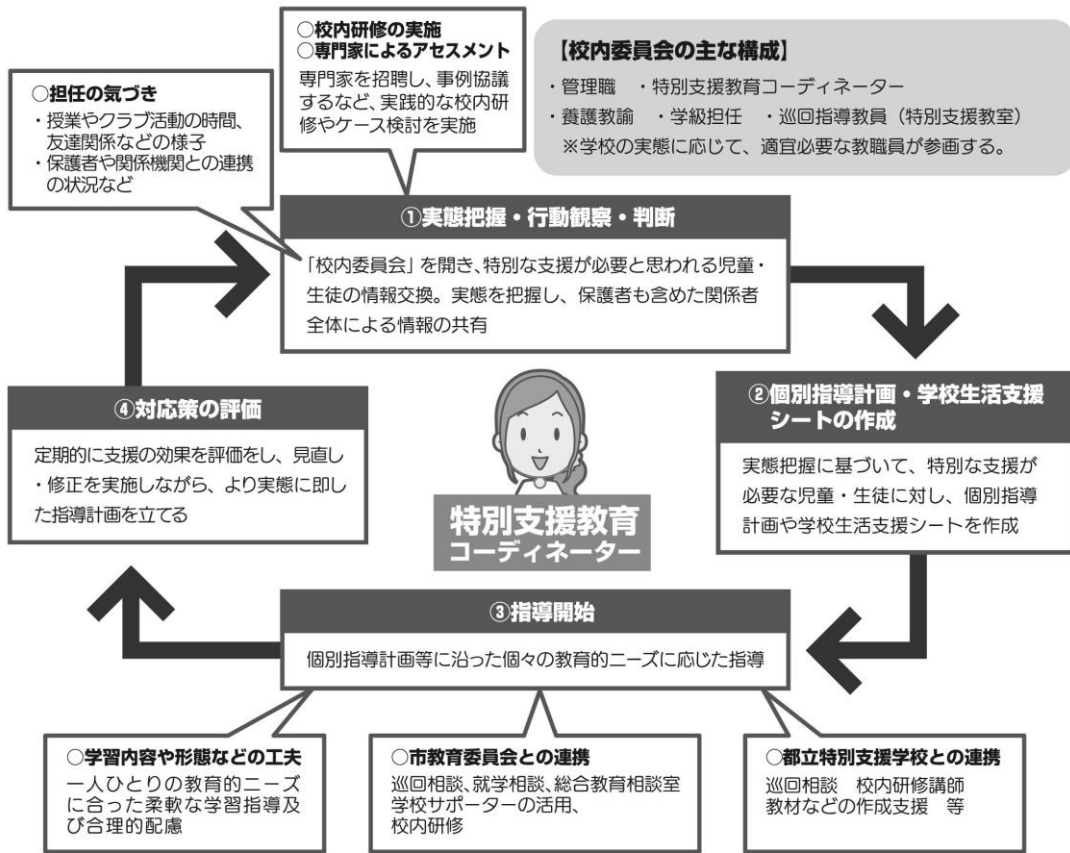 ○校内研修の実施
○専門家によるアセスメント
専門家を招聘し、事例協議
するなど、実践的な校内研
修やケース検討を実施
【校内委員会の主な構成】
・管理職　・特別支援教育コーディネーター
・養護教諭　・学級担任　・巡回指導教員（特別支援教室）
※学校の実態に応じて、適宜必要な教職員が参画する。
○担任の気づき
・授業やクラブ活動の時間、
友達関係などの様子
・保護者や関係機関との連携
の状況など
①実態把握・行動観察・判断
「校内委員会」を開き、特別な支援が必要と思われる児童・
生徒の情報交換。実態を把握し、保護者も含めた関係者
全体による情報の共有
②個別指導計画・学校生活支援
シートの作成
実態把握に基づいて、特別な支援が
必要な児童・生徒に対し、個別指導
計画や学校生活支援シートを作成
④対応策の評価
定期的に支援の効果を評価をし、見直し
・修正を実施しながら、より実態に即し
た指導計画を立てる
特別支援教育
コーディネーター
③指導開始
個別指導計画等に沿った個々の教育的ニーズに応じた指導
○学習内容や形態などの工夫
一人ひとりの教育的ニーズ
に合った柔軟な学習指導及
び合理的配慮
○市教育委員会との連携
巡回相談、就学相談、総合教育相談室
学校サポーターの活用、
校内研修
○都立特別支援学校との連携
巡回相談　校内研修講師
教材などの作成支援　等